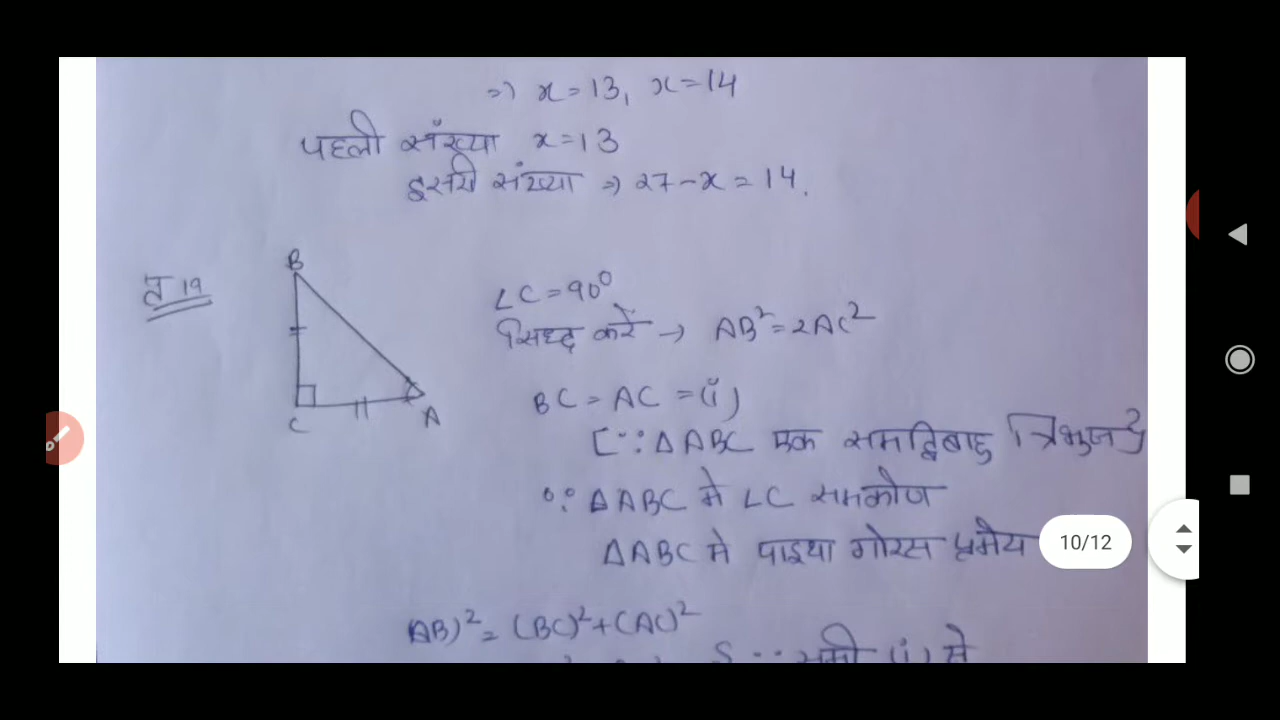 =) x=13, x=14
पहली संख्या x=13
दूसरी संख्या =) 27-x=14.
उ 19
B
C
A
∠C=90°
सिध्द करें → AB²=2AC²
BC = AC =(i)
[∵ ΔABC एक समद्विबाहु त्रिभुज है
∵ ΔABC मे ∠C समकोण
ΔABC मे पाइथा गोरस प्रमेय
10/12
AB)² = (BC)²+(AC)²
(i) से